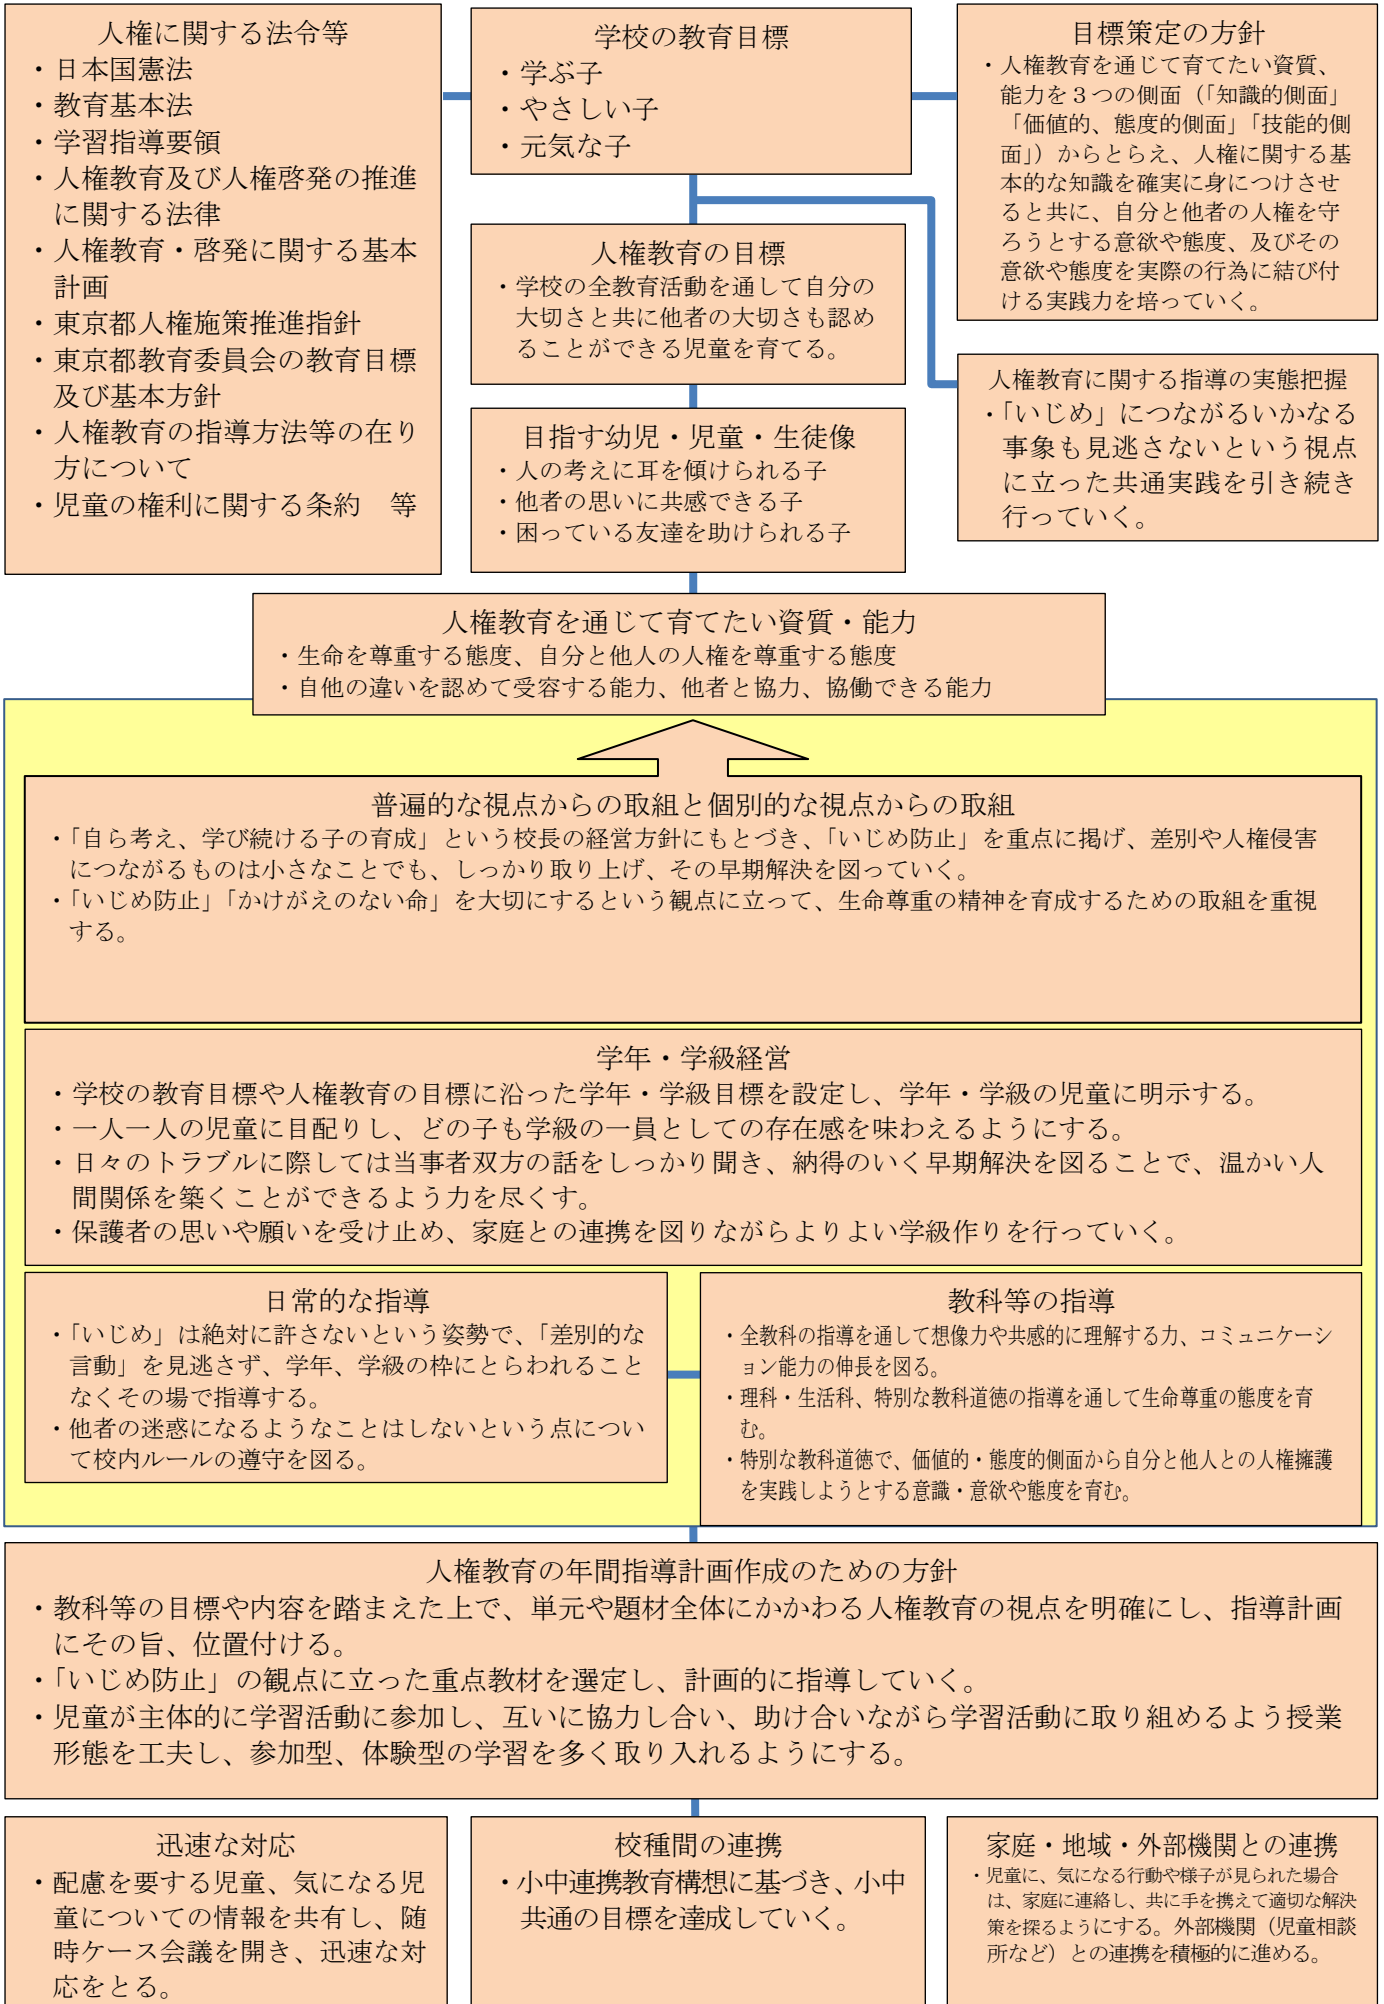 人権に関する法令等
・日本国憲法
・教育基本法
・学習指導要領
・人権教育及び人権啓発の推進
に関する法律
・人権教育・啓発に関する基本
計画
・東京都人権施策推進指針
・東京都教育委員会の教育目標
及び基本方針
・人権教育の指導方法等の在り
方について
・児童の権利に関する条約　等
学校の教育目標
・学ぶ子
・やさしい子
・元気な子
目標策定の方針
・人権教育を通じて育てたい資質、
能力を３つの側面（「知識的側面」
「価値的、態度的側面」「技能的側
面」）からとらえ、人権に関する基
本的な知識を確実に身につけさせ
ると共に、自分と他者の人権を守
ろうとする意欲や態度、及びその
意欲や態度を実際の行為に結び付
ける実践力を培っていく。
人権教育の目標
・学校の全教育活動を通して自分の
大切さと共に他者の大切さも認め
ることができる児童を育てる。
人権教育に関する指導の実態把握
・「いじめ」につながるいかなる
事象も見逃さないという視点
に立った共通実践を引き続き
行っていく。
目指す幼児・児童・生徒像
・人の考えに耳を傾けられる子
・他者の思いに共感できる子
・困っている友達を助けられる子
人権教育を通じて育てたい資質・能力
・生命を尊重する態度、自分と他人の人権を尊重する態度
・自他の違いを認めて受容する能力、他者と協力、協働できる能力
普遍的な視点からの取組と個別的な視点からの取組
・「自ら考え、学び続ける子の育成」という校長の経営方針にもとづき、「いじめ防止」を重点に掲げ、差別や人権侵害
につながるものは小さなことでも、しっかり取り上げ、その早期解決を図っていく。
・「いじめ防止」「かけがえのない命」を大切にするという観点に立って、生命尊重の精神を育成するための取組を重視
する。
学年・学級経営
・学校の教育目標や人権教育の目標に沿った学年・学級目標を設定し、学年・学級の児童に明示する。
・一人一人の児童に目配りし、どの子も学級の一員としての存在感を味わえるようにする。
・日々のトラブルに際しては当事者双方の話をしっかり聞き、納得のいく早期解決を図ることで、温かい人
間関係を築くことができるよう力を尽くす。
・保護者の思いや願いを受け止め、家庭との連携を図りながらよりよい学級作りを行っていく。
日常的な指導
・「いじめ」は絶対に許さないという姿勢で、「差別的な
言動」を見逃さず、学年、学級の枠にとらわれること
なくその場で指導する。
・他者の迷惑になるようなことはしないという点につい
て校内ルールの遵守を図る。
教科等の指導
・全教科の指導を通して想像力や共感的に理解する力、コミュニケーシ
ョン能力の伸長を図る。
・理科・生活科、特別な教科道徳の指導を通して生命尊重の態度を育
む。
・特別な教科道徳で、価値的・態度的側面から自分と他人との人権擁護
を実践しようとする意識・意欲や態度を育む。
人権教育の年間指導計画作成のための方針
・教科等の目標や内容を踏まえた上で、単元や題材全体にかかわる人権教育の視点を明確にし、指導計画
にその旨、位置付ける。
・「いじめ防止」の観点に立った重点教材を選定し、計画的に指導していく。
・児童が主体的に学習活動に参加し、互いに協力し合い、助け合いながら学習活動に取り組めるよう授業
形態を工夫し、参加型、体験型の学習を多く取り入れるようにする。
迅速な対応
・配慮を要する児童、気になる児
童についての情報を共有し、随
時ケース会議を開き、迅速な対
応をとる。
校種間の連携
・小中連携教育構想に基づき、小中
共通の目標を達成していく。
家庭・地域・外部機関との連携
・児童に、気になる行動や様子が見られた場合
は、家庭に連絡し、共に手を携えて適切な解決
策を探るようにする。外部機関（児童相談
所など）との連携を積極的に進める。